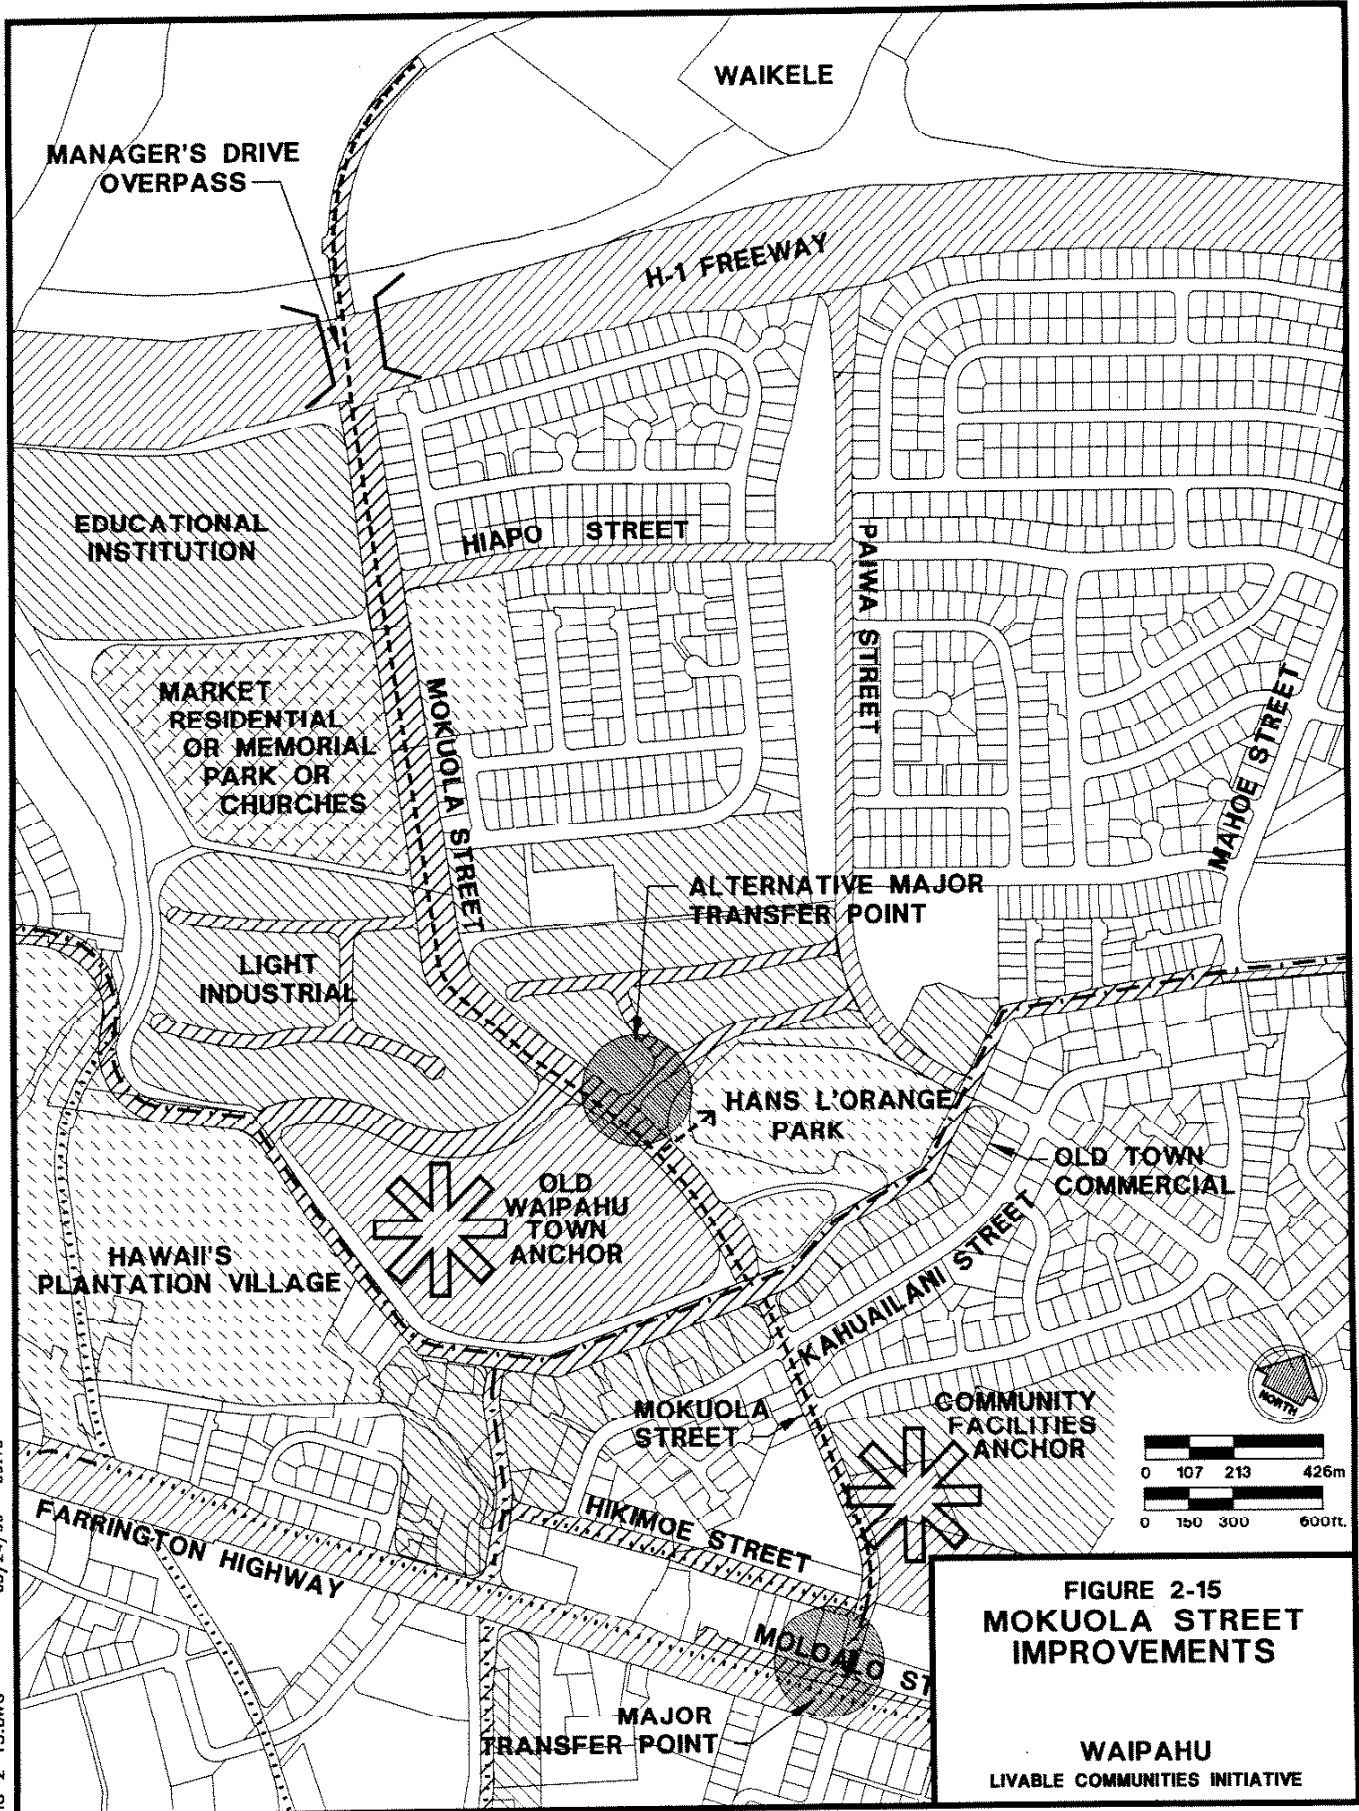 WAIKELE
MANAGER'S DRIVE
OVERPASS
H-1 FREEWAY
EDUCATIONAL
INSTITUTION
HIAPO STREET
PAIWA STREET
MARKET
RESIDENTIAL
OR MEMORIAL
PARK OR
CHURCHES
MOKUOLA STREET
MAHOE STREET
ALTERNATIVE MAJOR
TRANSFER POINT
LIGHT
INDUSTRIAL
HANS L'ORANGE
PARK
OLD TOWN
COMMERCIAL
OLD
WAIPAHU
TOWN
ANCHOR
HAWAII'S
PLANTATION VILLAGE
KAHUAILANI STREET
MOKUOLA
STREET
COMMUNITY
FACILITIES
ANCHOR
NORTH
0 107 213 426m
0 150 300 600ft.
HIKIMOE STREET
FARRINGTON HIGHWAY
MOLOALO ST
MAJOR
TRANSFER POINT
FIGURE 2-15
MOKUOLA STREET
IMPROVEMENTS
WAIPAHU
LIVABLE COMMUNITIES INITIATIVE